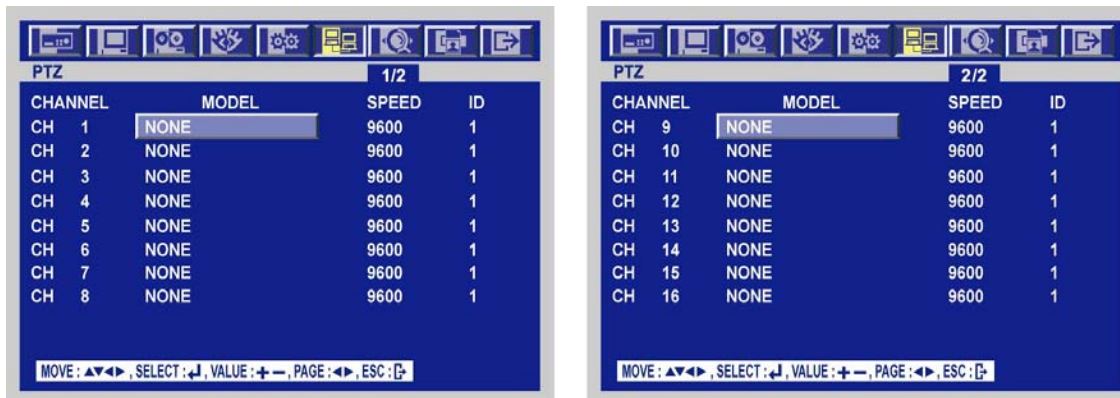 PTZ 1/2
CHANNEL MODEL SPEED ID
CH 1 NONE 9600 1
CH 2 NONE 9600 1
CH 3 NONE 9600 1
CH 4 NONE 9600 1
CH 5 NONE 9600 1
CH 6 NONE 9600 1
CH 7 NONE 9600 1
CH 8 NONE 9600 1
MOVE : ▲▼◀▶ , SELECT : ↵ , VALUE : + − , PAGE : ◀▶ , ESC :
PTZ 2/2
CHANNEL MODEL SPEED ID
CH 9 NONE 9600 1
CH 10 NONE 9600 1
CH 11 NONE 9600 1
CH 12 NONE 9600 1
CH 13 NONE 9600 1
CH 14 NONE 9600 1
CH 15 NONE 9600 1
CH 16 NONE 9600 1
MOVE : ▲▼◀▶ , SELECT : ↵ , VALUE : + − , PAGE : ◀▶ , ESC :